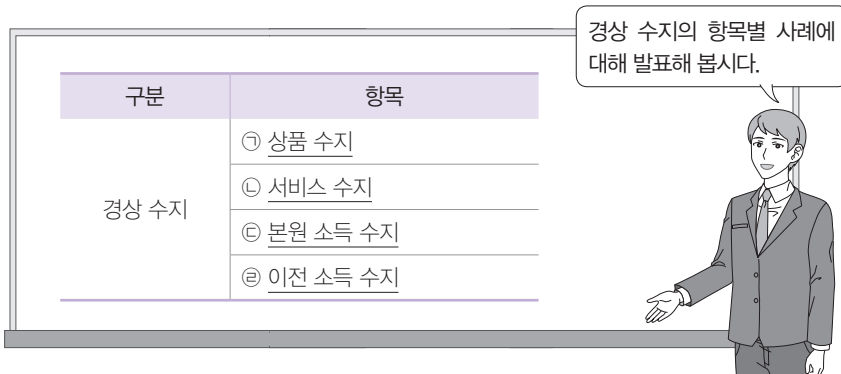 경상 수지의 항목별 사례에
대해 발표해 봅시다.
구분 항목
경상 수지
㉠ 상품 수지
㉡ 서비스 수지
㉢ 본원 소득 수지
㉣ 이전 소득 수지